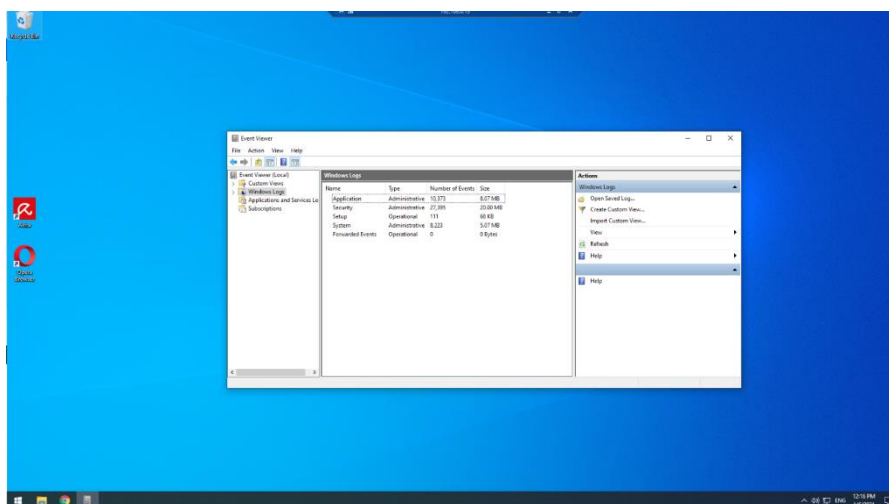 Recycle Bin
Event Viewer
File Action View Help
Event Viewer (Local)
Custom Views
Windows Logs
Applications and Services Lo
Subscriptions
Windows Logs
Name Type Number of Events Size
Application Administrative 10,373 8.07 MB
Security Administrative 27,395 20.00 MB
Setup Operational 111 60 KB
System Administrative 8,223 5.07 MB
Forwarded Events Operational 0 0 Bytes
Actions
Windows Logs
Open Saved Log...
Create Custom View...
Import Custom View...
View
Refresh
Help
Help
Opera
Browser
ENG
12:18 PM